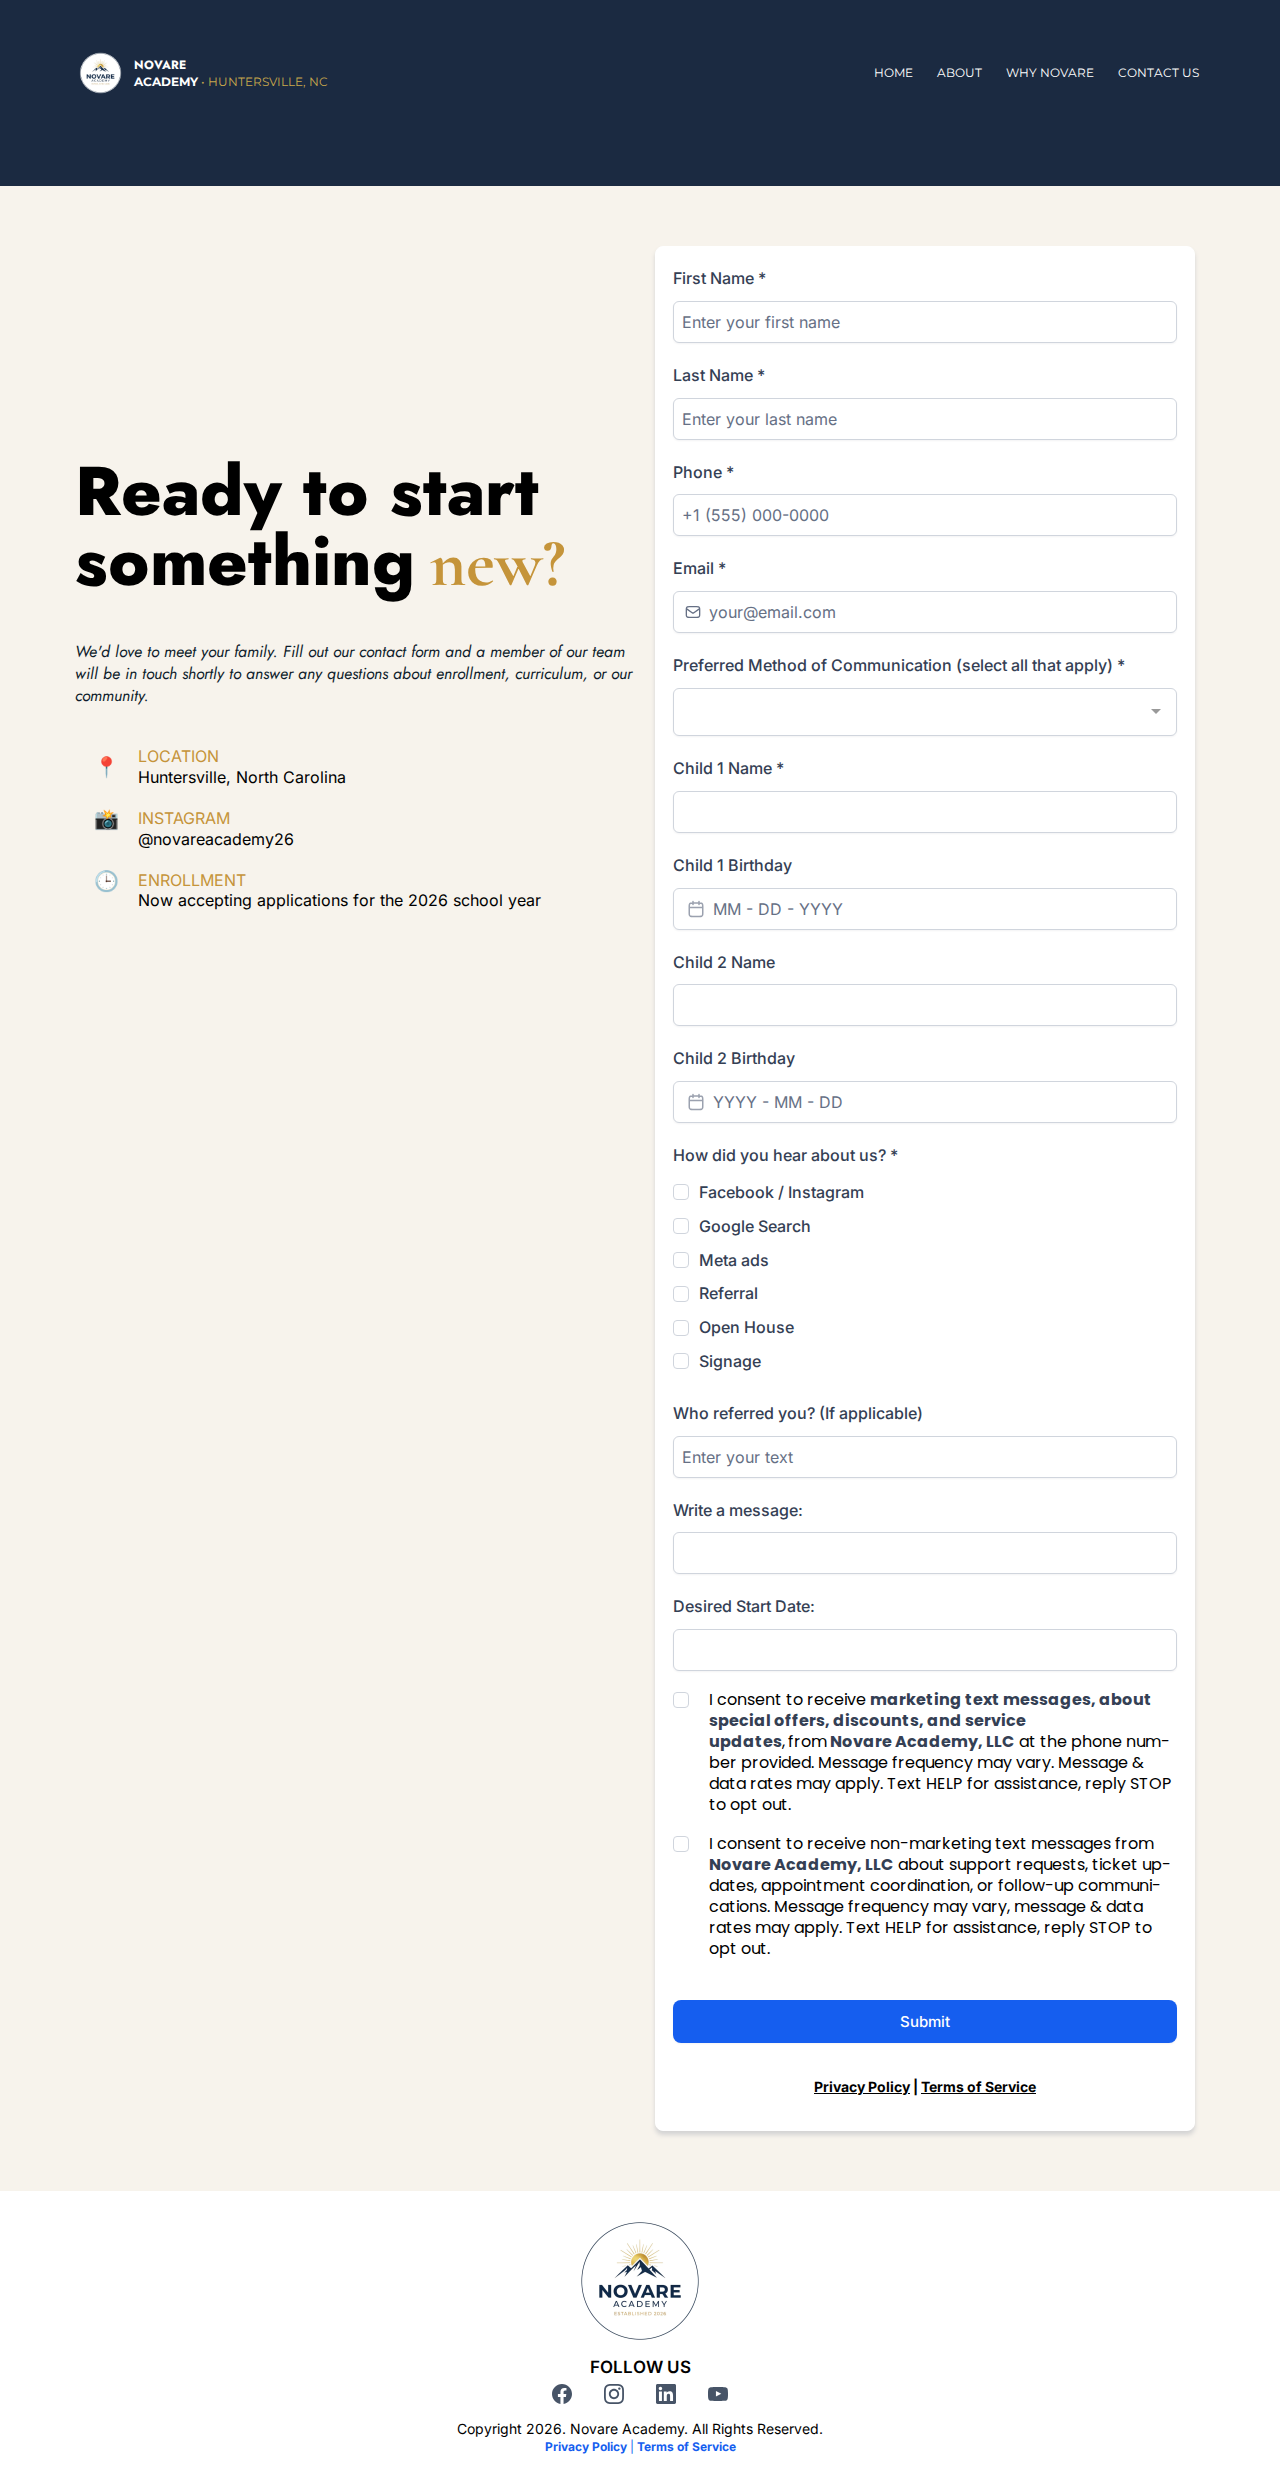 NOVARE
ACADEMY · HUNTERSVILLE, NC
HOME
ABOUT
WHY NOVARE
CONTACT US
Ready to start
something new?
We'd love to meet your family. Fill out our contact form and a member of our team
will be in touch shortly to answer any questions about enrollment, curriculum, or our
community.
LOCATION
Huntersville, North Carolina
INSTAGRAM
@novareacademy26
ENROLLMENT
Now accepting applications for the 2026 school year
First Name *
Enter your first name
Last Name *
Enter your last name
Phone *
+1 (555) 000-0000
Email *
your@email.com
Preferred Method of Communication (select all that apply) *
Child 1 Name *
Child 1 Birthday
MM - DD - YYYY
Child 2 Name
Child 2 Birthday
YYYY - MM - DD
How did you hear about us? *
Facebook / Instagram
Google Search
Meta ads
Referral
Open House
Signage
Who referred you? (If applicable)
Enter your text
Write a message:
Desired Start Date:
I consent to receive marketing text messages, about
special offers, discounts, and service
updates, from Novare Academy, LLC at the phone num-
ber provided. Message frequency may vary. Message &
data rates may apply. Text HELP for assistance, reply STOP
to opt out.
I consent to receive non-marketing text messages from
Novare Academy, LLC about support requests, ticket up-
dates, appointment coordination, or follow-up communi-
cations. Message frequency may vary, message & data
rates may apply. Text HELP for assistance, reply STOP to
opt out.
Submit
Privacy Policy | Terms of Service
NOVARE
ACADEMY
ESTABLISHED 2026
FOLLOW US
Copyright 2026. Novare Academy. All Rights Reserved.
Privacy Policy | Terms of Service